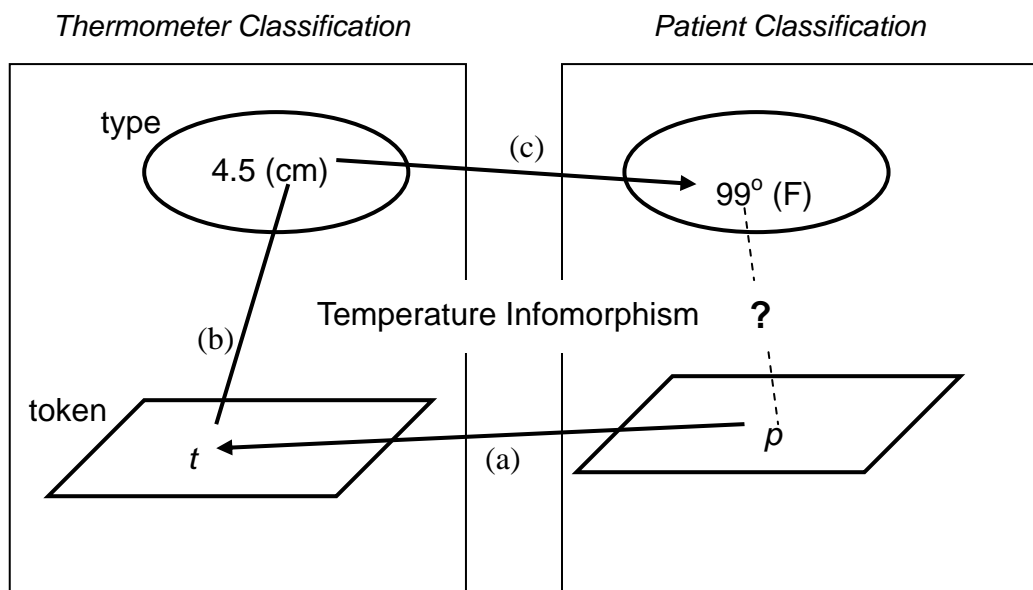 Thermometer Classification
Patient Classification
type
4.5 (cm)
(c)
99° (F)
Temperature Infomorphism
?
(b)
token
t
(a)
p